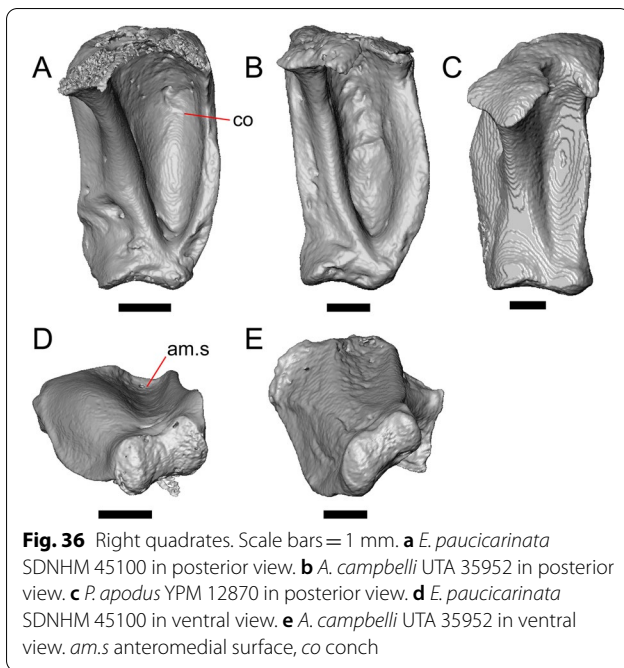 A
B
C
co
D
am.s
E
Fig. 36 Right quadrates. Scale bars = 1 mm. a E. paucicarinata
SDNHM 45100 in posterior view. b A. campbelli UTA 35952 in posterior
view. c P. apodus YPM 12870 in posterior view. d E. paucicarinata
SDNHM 45100 in ventral view. e A. campbelli UTA 35952 in ventral
view. am.s anteromedial surface, co conch